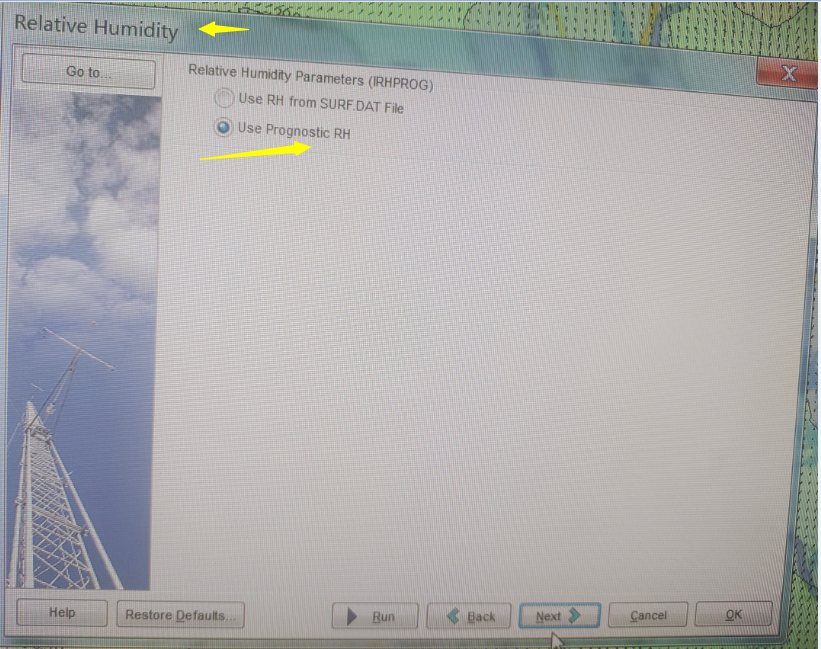 Relative Humidity
X
Go to...
Relative Humidity Parameters (IRHPROG)
Use RH from SURF.DAT File
Use Prognostic RH
Help
Restore Defaults...
Run
Back
Next
Cancel
OK